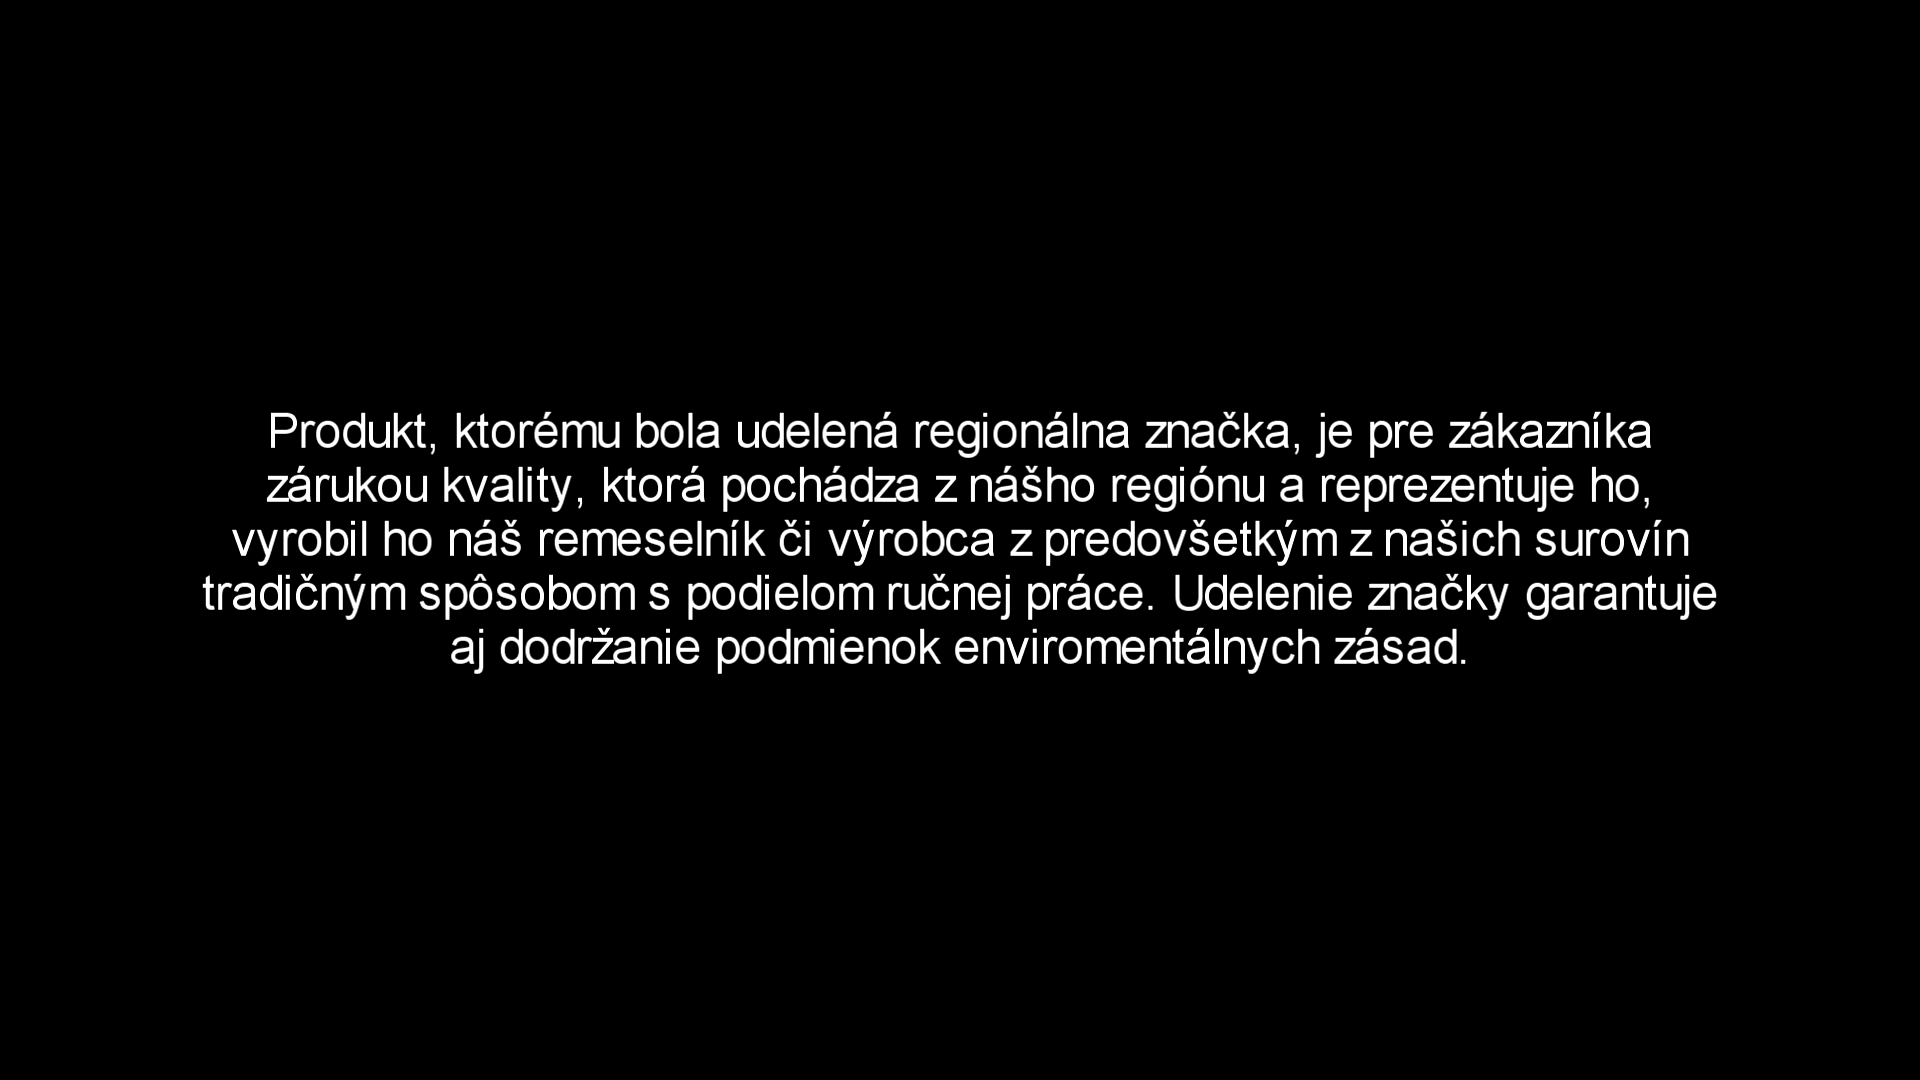 Produkt, ktorému bola udelená regionálna značka, je pre zákazníka
zárukou kvality, ktorá pochádza z nášho regiónu a reprezentuje ho,
vyrobil ho náš remeselník či výrobca z predovšetkým z našich surovín
tradičným spôsobom s podielom ručnej práce. Udelenie značky garantuje
aj dodržanie podmienok enviromentálnych zásad.